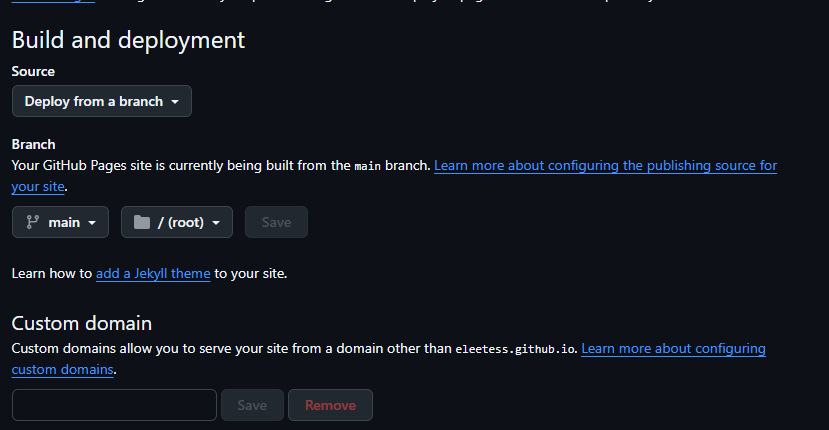 Build and deployment
Source
Deploy from a branch
Branch
Your GitHub Pages site is currently being built from the main branch. Learn more about configuring the publishing source for
your site.
main / (root) Save
Learn how to add a Jekyll theme to your site.
Custom domain
Custom domains allow you to serve your site from a domain other than eleetess.github.io. Learn more about configuring
custom domains.
Save Remove